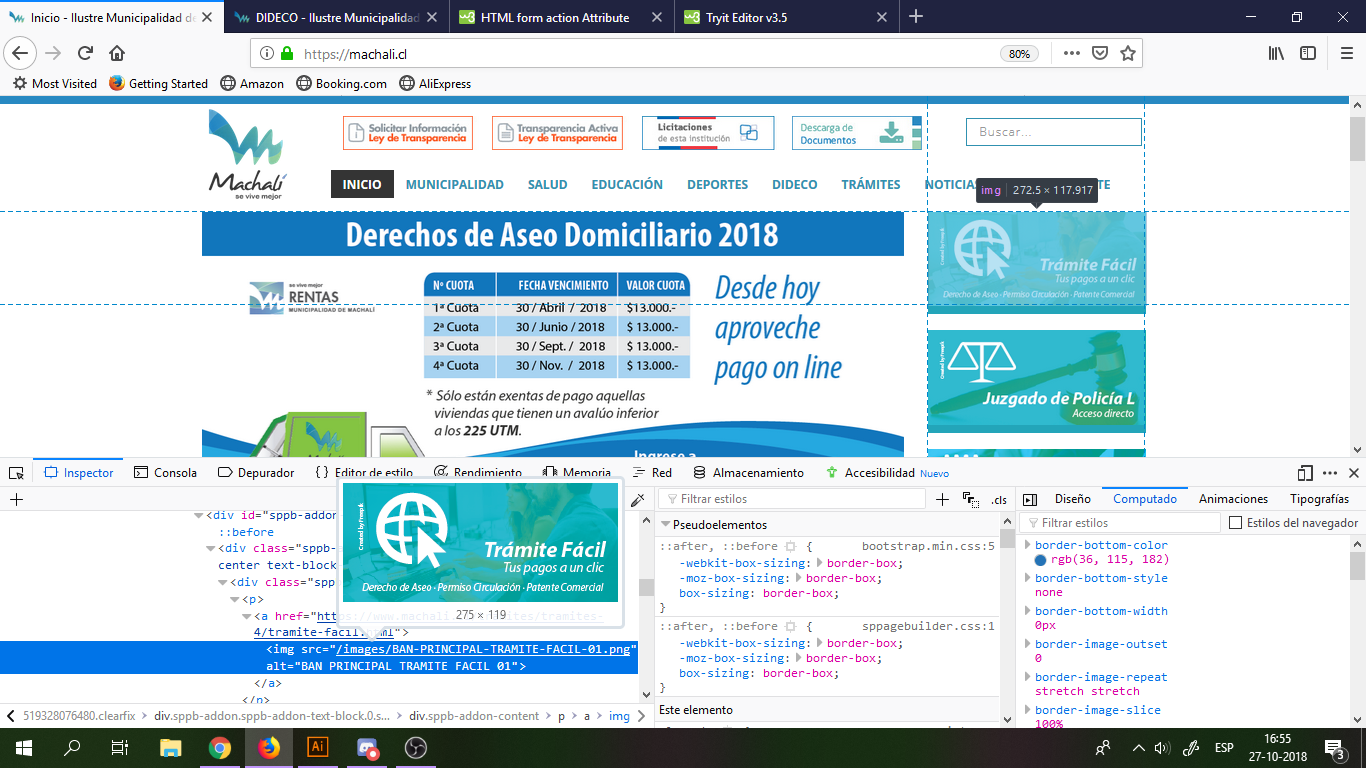 Inicio - Ilustre Municipalidad de
DIDECO - Ilustre Municipalidad
HTML form action Attribute
Tryit Editor v3.5
https://machali.cl
80%
Most Visited
Getting Started
Amazon
Booking.com
AliExpress
Solicitar Información
Ley de Transparencia
Transparencia Activa
Ley de Transparencia
Licitaciones
de esta institución
Descarga de
Documentos
Buscar...
Machalí
se vive mejor
INICIO
MUNICIPALIDAD
SALUD
EDUCACIÓN
DEPORTES
DIDECO
TRÁMITES
NOTICIAS
img 272.5 × 117.917
Derechos de Aseo Domiciliario 2018
se vive mejor
RENTAS
MUNICIPALIDAD DE MACHALÍ
Nº CUOTA FECHA VENCIMIENTO VALOR CUOTA
1ª Cuota 30 / Abril / 2018 $13.000.-
2ª Cuota 30 / Junio / 2018 $ 13.000.-
3ª Cuota 30 / Sept. / 2018 $ 13.000.-
4ª Cuota 30 / Nov. / 2018 $ 13.000.-
Desde hoy
aproveche
pago on line
* Sólo están exentas de pago aquellas
viviendas que tienen un avalúo inferior
a los 225 UTM.
Ingrese a
Trámite Fácil
Tus pagos a un clic
Derecho de Aseo - Permiso Circulación - Patente Comercial
Created by Freepik
Juzgado de Policía L
Acceso directo
Inspector
Consola
Depurador
{ } Editor de estilo
Rendimiento
Memoria
Red
Almacenamiento
Accesibilidad Nuevo
<div id="sppb-addon
::before
<div class="sppb-
center text-block
<div class="spp
<p>
<a href="https://www.machali
4/tramite-facil.html">
<img src="/images/BAN-PRINCIPAL-TRAMITE-FACIL-01.png"
alt="BAN PRINCIPAL TRAMITE FACIL 01">
</a>
</p>
Created by Freepik
Trámite Fácil
Tus pagos a un clic
Derecho de Aseo - Permiso Circulación - Patente Comercial
275 × 119
519328076480.clearfix
div.sppb-addon.sppb-addon-text-block.0.s...
div.sppb-addon-content
p
a
img
Filtrar estilos
.cls
Pseudoelementos
::after, ::before { bootstrap.min.css:5
-webkit-box-sizing: border-box;
-moz-box-sizing: border-box;
box-sizing: border-box;
}
::after, ::before { sppagebuilder.css:1
-webkit-box-sizing: border-box;
-moz-box-sizing: border-box;
box-sizing: border-box;
}
Este elemento
Diseño
Computado
Animaciones
Tipografías
Filtrar estilos
Estilos del navegador
border-bottom-color
rgb(36, 115, 182)
border-bottom-style
none
border-bottom-width
0px
border-image-outset
0
border-image-repeat
stretch stretch
border-image-slice
100%
Ai
ESP
16:55
27-10-2018
3